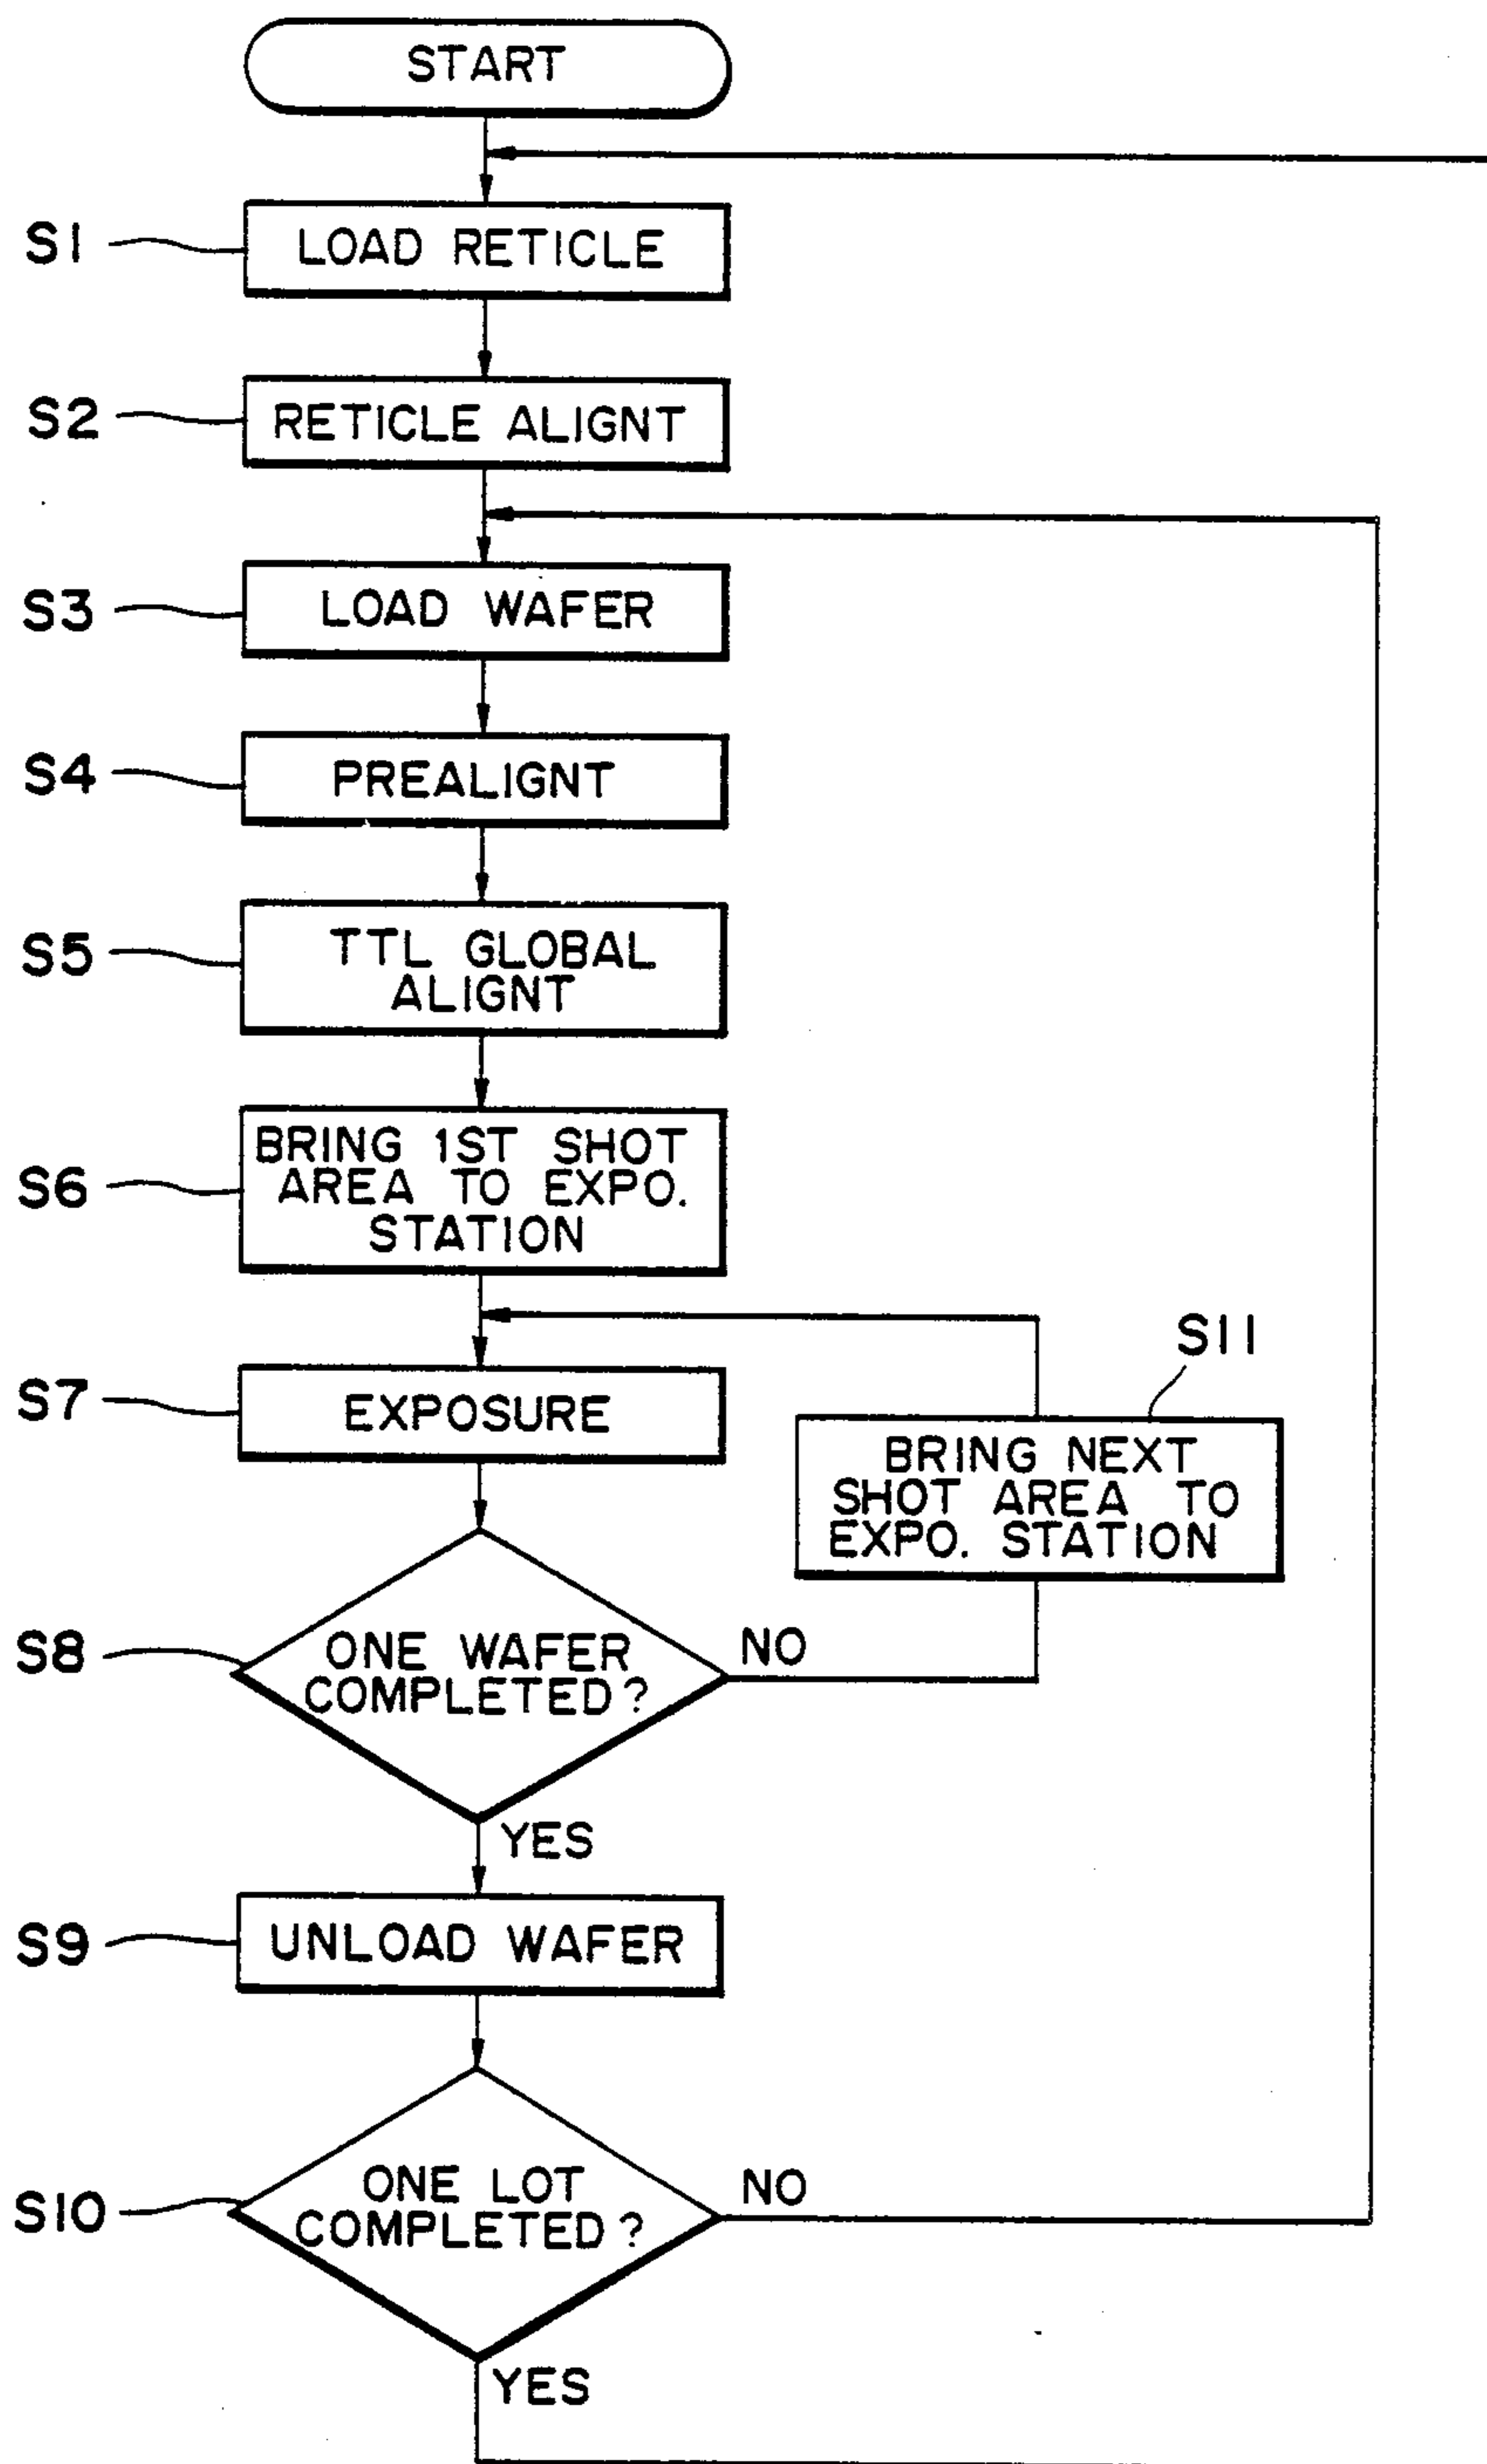 START
S1
LOAD RETICLE
S2
RETICLE ALIGNT
S3
LOAD WAFER
S4
PREALIGNT
S5
TTL GLOBAL
ALIGNT
S6
BRING 1ST SHOT
AREA TO EXPO.
STATION
S7
EXPOSURE
S11
BRING NEXT
SHOT AREA TO
EXPO. STATION
S8
ONE WAFER
COMPLETED?
NO
YES
S9
UNLOAD WAFER
S10
ONE LOT
COMPLETED?
NO
YES